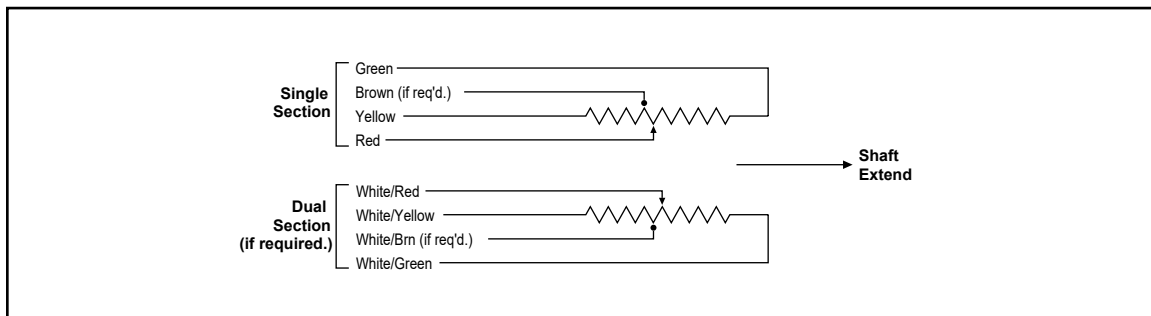 Single
Section
Green
Brown (if req'd.)
Yellow
Red
Shaft
Extend
Dual
Section
(if required.)
White/Red
White/Yellow
White/Brn (if req'd.)
White/Green